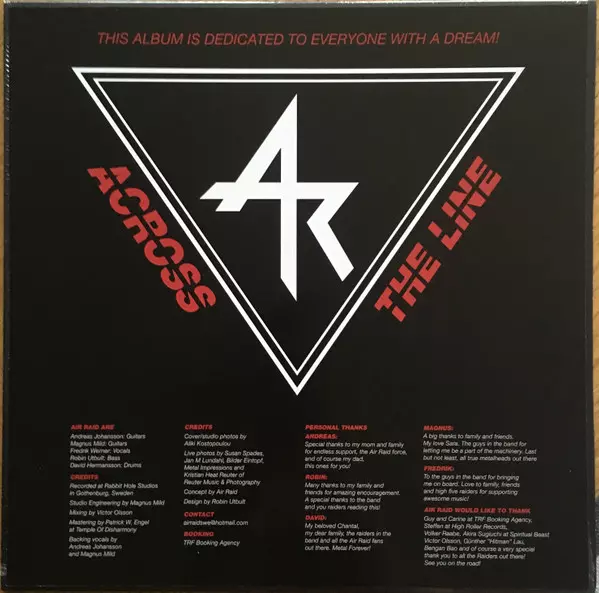 THIS ALBUM IS DEDICATED TO EVERYONE WITH A DREAM!
AR
ACROSS
THE LINE
AIR RAID ARE
Andreas Johansson: Guitars
Magnus Mild: Guitars
Fredrik Werner: Vocals
Robin Utbult: Bass
David Hermansson: Drums
CREDITS
Recorded at Rabbit Hole Studios
in Gothenburg, Sweden
Studio Engineering by Magnus Mild
Mixing by Victor Olsson
Mastering by Patrick W. Engel
at Temple Of Disharmony
Backing vocals by
Andreas Johansson
and Magnus Mild
CREDITS
Cover/studio photos by
Aliki Kostopoulou
Live photos by Susan Spades,
Jan M Lundahl, Bilder Eintopf,
Metal Impressions and
Kristian Heat Reuter of
Reuter Music & Photography
Concept by Air Raid
Design by Robin Utbult
CONTACT
airraidswe@hotmail.com
BOOKING
TRF Booking Agency
PERSONAL THANKS
ANDREAS:
Special thanks to my mom and family
for endless support, the Air Raid force,
and of course my dad,
this ones for you!
ROBIN:
Many thanks to my family and
friends for amazing encouragement.
A special thanks to the band
and you raiders reading this!
DAVID:
My beloved Chantal,
my dear family, the raiders in the
band and all the Air Raid fans
out there. Metal Forever!
MAGNUS:
A big thanks to family and friends.
My love Sara. The guys in the band for
letting me be a part of the machinery. Last
but not least, all true metalheads out there
FREDRIK:
To the guys in the band for bringing
me on board. Love to family, friends
and high five raiders for supporting
awesome music!
AIR RAID WOULD LIKE TO THANK
Guy and Carine at TRF Booking Agency,
Steffen at High Roller Records,
Volker Raabe, Akira Sugiuchi at Spiritual Beast
Victor Olsson, Günther "Hitman" Lau,
Bengan Bao and of course a very special
thank you to all the Raiders out there!
See you on the road!